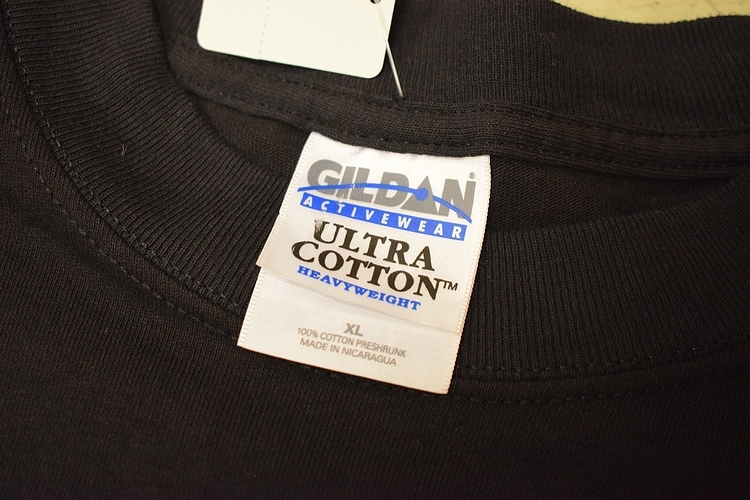 GILDAN®
ACTIVEWEAR
ULTRA
COTTON™
HEAVYWEIGHT
XL
100% COTTON PRESHRUNK
MADE IN NICARAGUA